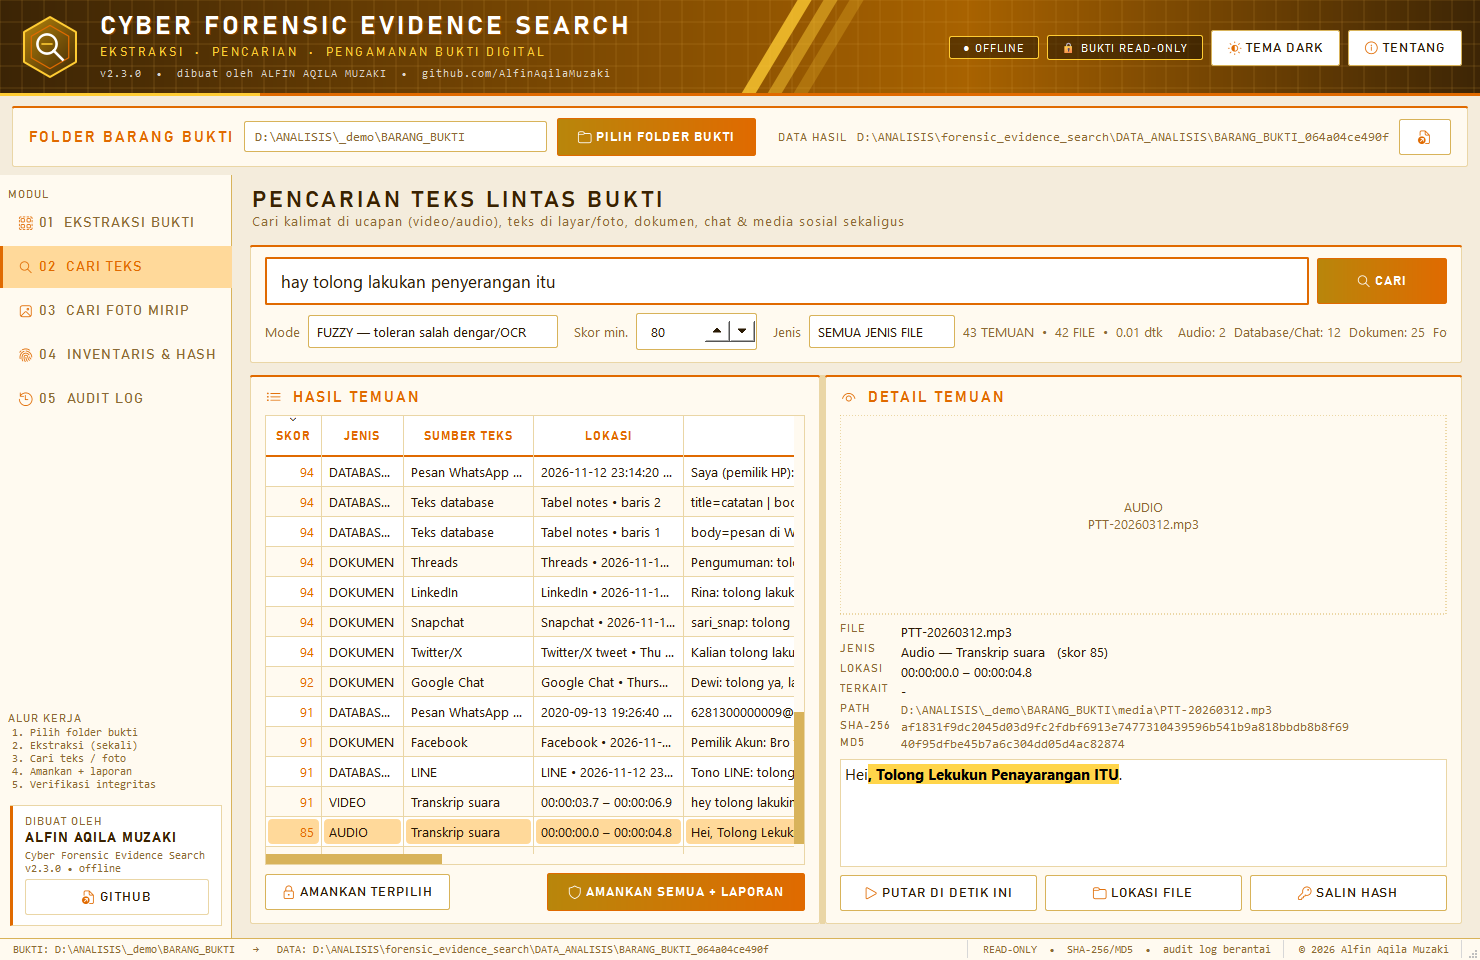 CYBER FORENSIC EVIDENCE SEARCH
EKSTRAKSI • PENCARIAN • PENGAMANAN BUKTI DIGITAL
v2.3.0 • dibuat oleh ALFIN AQILA MUZAKI • github.com/AlfinAqilaMuzaki
● OFFLINE
BUKTI READ-ONLY
TEMA DARK
TENTANG
FOLDER BARANG BUKTI
D:\ANALISIS\_demo\BARANG_BUKTI
PILIH FOLDER BUKTI
DATA HASIL D:\ANALISIS\forensic_evidence_search\DATA_ANALISIS\BARANG_BUKTI_064a04ce490f
MODUL
01 EKSTRAKSI BUKTI
02 CARI TEKS
03 CARI FOTO MIRIP
04 INVENTARIS & HASH
05 AUDIT LOG
ALUR KERJA
1. Pilih folder bukti
2. Ekstraksi (sekali)
3. Cari teks / foto
4. Amankan + laporan
5. Verifikasi integritas
DIBUAT OLEH
ALFIN AQILA MUZAKI
Cyber Forensic Evidence Search
v2.3.0 • offline
GITHUB
PENCARIAN TEKS LINTAS BUKTI
Cari kalimat di ucapan (video/audio), teks di layar/foto, dokumen, chat & media sosial sekaligus
hay tolong lakukan penyerangan itu
CARI
Mode FUZZY — toleran salah dengar/OCR Skor min. 80 Jenis SEMUA JENIS FILE 43 TEMUAN • 42 FILE • 0.01 dtk Audio: 2 Database/Chat: 12 Dokumen: 25 Fo
HASIL TEMUAN
SKOR JENIS SUMBER TEKS LOKASI
94 DATABAS... Pesan WhatsApp ... 2026-11-12 23:14:20 ... Saya (pemilik HP):
94 DATABAS... Teks database Tabel notes • baris 2 title=catatan | boc
94 DATABAS... Teks database Tabel notes • baris 1 body=pesan di W
94 DOKUMEN Threads Threads • 2026-11-1... Pengumuman: tol
94 DOKUMEN LinkedIn LinkedIn • 2026-11-1... Rina: tolong lakuk
94 DOKUMEN Snapchat Snapchat • 2026-11-1... sari_snap: tolong
94 DOKUMEN Twitter/X Twitter/X tweet • Thu ... Kalian tolong laku
92 DOKUMEN Google Chat Google Chat • Thurs... Dewi: tolong ya, la
91 DATABAS... Pesan WhatsApp ... 2020-09-13 19:26:40 ... 6281300000009@
91 DOKUMEN Facebook Facebook • 2026-11-... Pemilik Akun: Bro
91 DATABAS... LINE LINE • 2026-11-12 23... Tono LINE: tolong
91 VIDEO Transkrip suara 00:00:03.7 – 00:00:06.9 hey tolong lakukin
85 AUDIO Transkrip suara 00:00:00.0 – 00:00:04.8 Hei, Tolong Lekuk
AMANKAN TERPILIH
AMANKAN SEMUA + LAPORAN
DETAIL TEMUAN
AUDIO
PTT-20260312.mp3
FILE PTT-20260312.mp3
JENIS Audio — Transkrip suara (skor 85)
LOKASI 00:00:00.0 – 00:00:04.8
TERKAIT -
PATH D:\ANALISIS\_demo\BARANG_BUKTI\media\PTT-20260312.mp3
SHA-256 af1831f9dc2045d03d9fc2fdbf6913e7477310439596b541b9a818bbdb8b8f69
MD5 40f95dfbe45b7a6c304dd05d4ac82874
Hei, Tolong Lekukun Penayarangan ITU.
PUTAR DI DETIK INI
LOKASI FILE
SALIN HASH
BUKTI: D:\ANALISIS\_demo\BARANG_BUKTI → DATA: D:\ANALISIS\forensic_evidence_search\DATA_ANALISIS\BARANG_BUKTI_064a04ce490f
READ-ONLY • SHA-256/MD5 • audit log berantai
© 2026 Alfin Aqila Muzaki